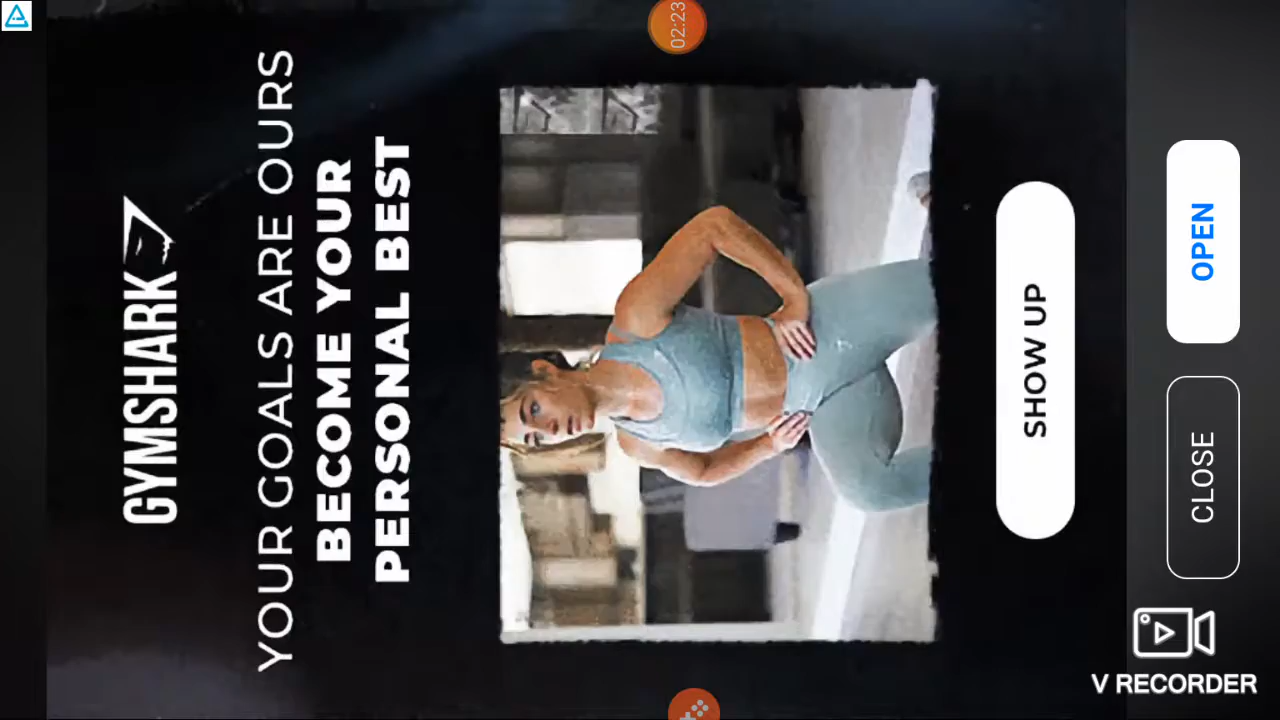 GYMSHARK
YOUR GOALS ARE OURS
BECOME YOUR
PERSONAL BEST
SHOW UP
OPEN
CLOSE
02:23
V RECORDER